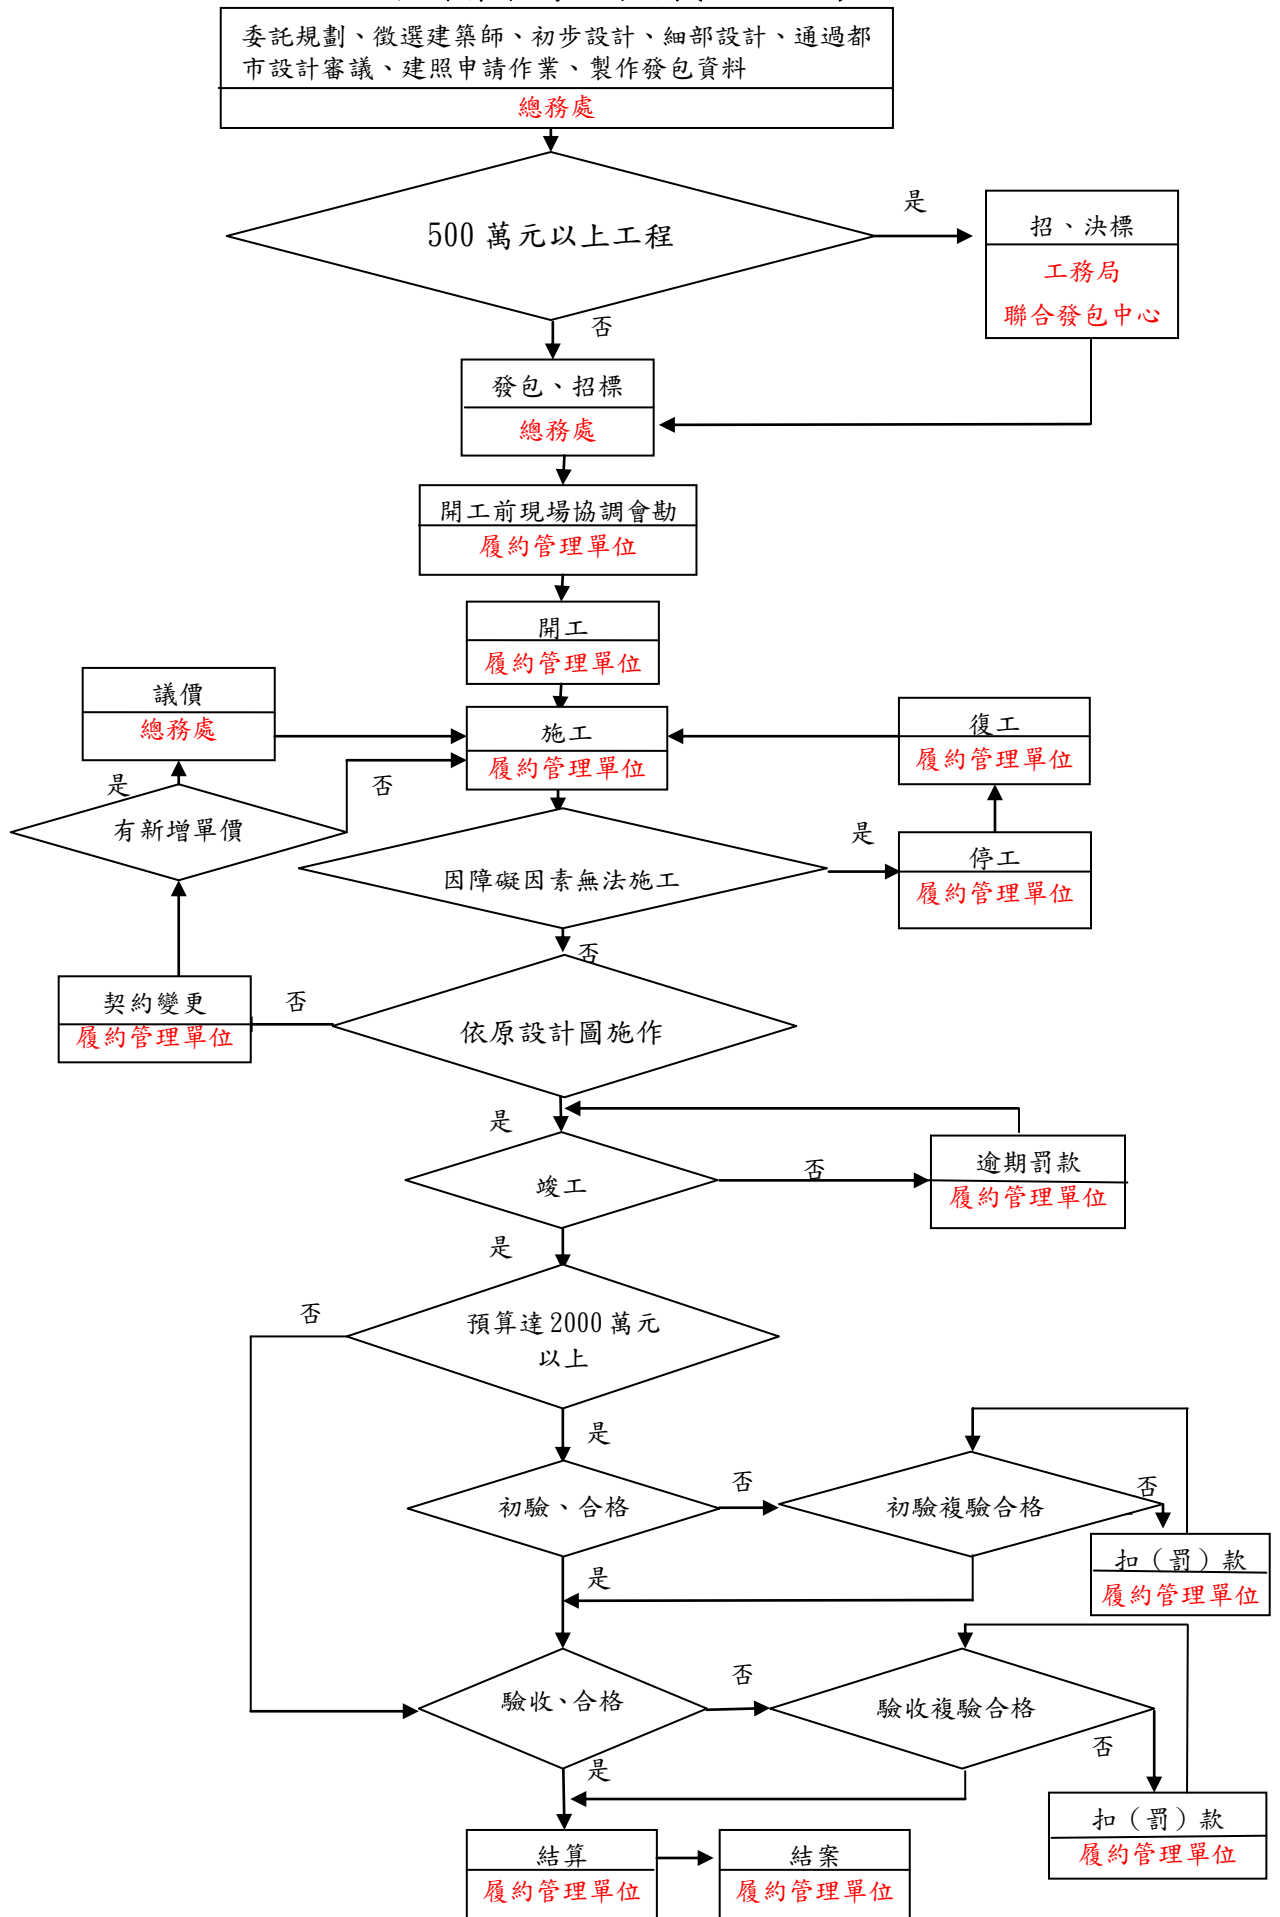 委託規劃、徵選建築師、初步設計、細部設計、通過都
市設計審議、建照申請作業、製作發包資料
總務處
500 萬元以上工程
是
招、決標
工務局
聯合發包中心
否
發包、招標
總務處
開工前現場協調會勘
履約管理單位
開工
履約管理單位
議價
總務處
施工
履約管理單位
復工
履約管理單位
是
否
有新增單價
因障礙因素無法施工
是
停工
履約管理單位
否
契約變更
履約管理單位
否
依原設計圖施作
是
竣工
否
逾期罰款
履約管理單位
是
否
預算達 2000 萬元
以上
是
初驗、合格
否
初驗複驗合格
否
扣（罰）款
履約管理單位
是
驗收、合格
否
驗收複驗合格
否
扣（罰）款
履約管理單位
是
結算
履約管理單位
結案
履約管理單位